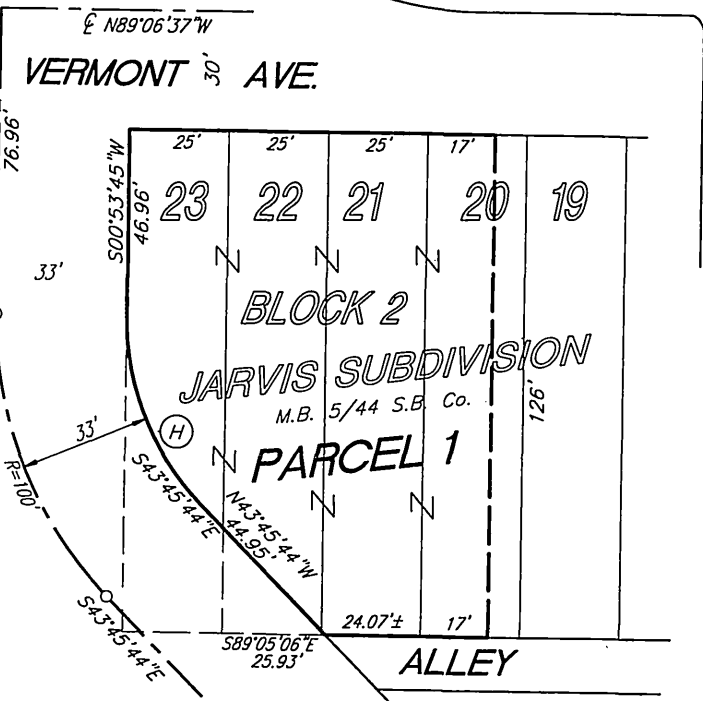 ℄ N89°06'37"W
VERMONT 30' AVE.
76.96'
25' 25' 25' 17'
S00°53'45"W
46.96'
23 22 21 20 19
33'
BLOCK 2
JARVIS SUBDIVISION
M.B. 5/44 S.B. Co.
126'
33'
H
PARCEL 1
R=100'
S43°45'44"E
N43°45'44"W
44.95'
S43°45'44"E
24.07'± 17'
S89°05'06"E
25.93'
ALLEY